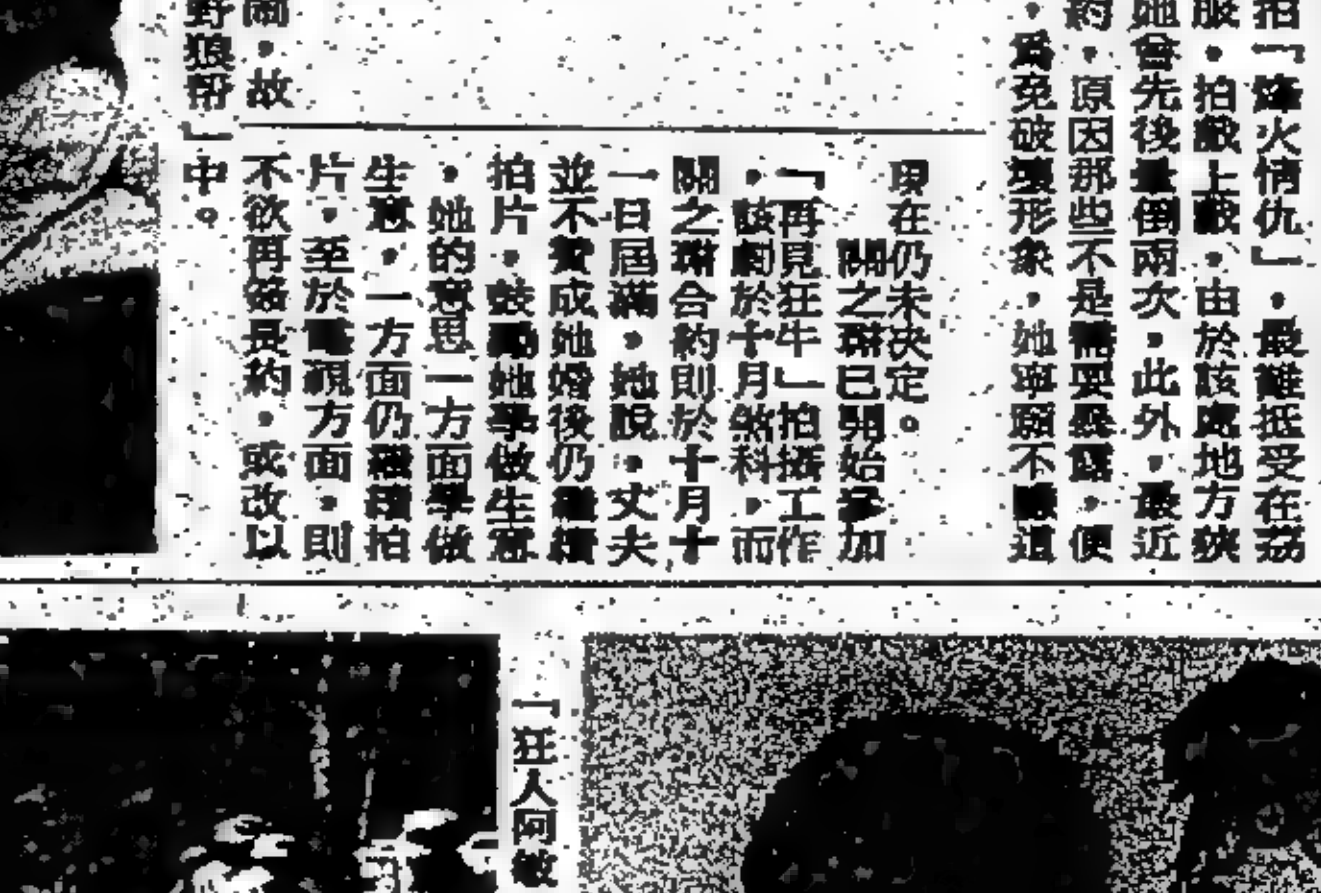 拍「烽火情仇」，最難抵受在荔
服，拍戲上戲，由於該處地方狹
她曾先後暈倒兩次，此外，最近
約，原因那些不是需要暴露，便
，為免破壞形象，她寧願不聽道
現在仍未決定。
關之琳已開始參加
「再見狂牛」拍攝工作
，該劇於十月煞科，而
關之琳合約則於十月十
一日屆滿，她說，丈夫
並不贊成她婚後仍繼續
拍片，鼓勵她學做生意
，她的意思一方面學做
生意，一方面仍繼續拍
片，至於電視方面，則
不欲再簽長約，或改以
鬧，故
野狼幫」中。
「狂人阿敏